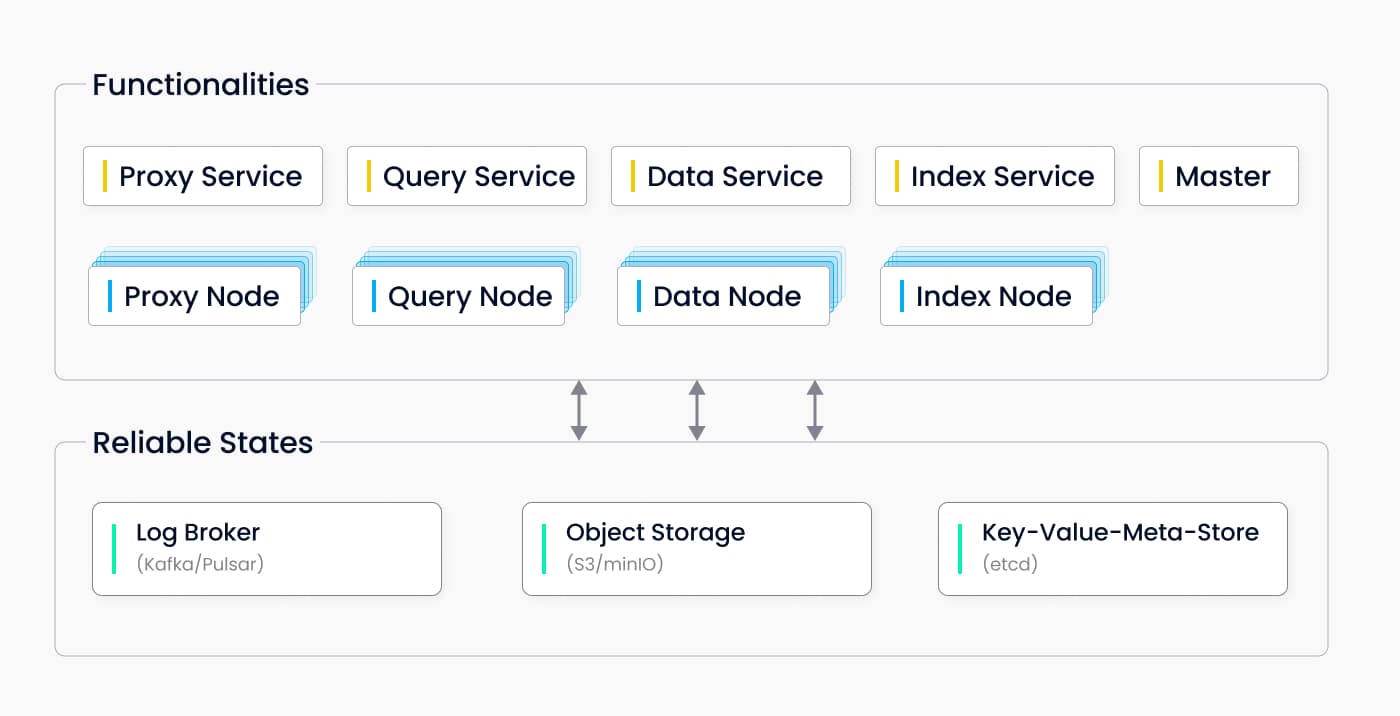 Functionalities
Proxy Service
Query Service
Data Service
Index Service
Master
Proxy Node
Query Node
Data Node
Index Node
Reliable States
Log Broker
(Kafka/Pulsar)
Object Storage
(S3/minIO)
Key-Value-Meta-Store
(etcd)